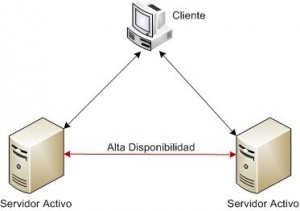 Cliente
Alta Disponibilidad
Servidor Activo
Servidor Activo